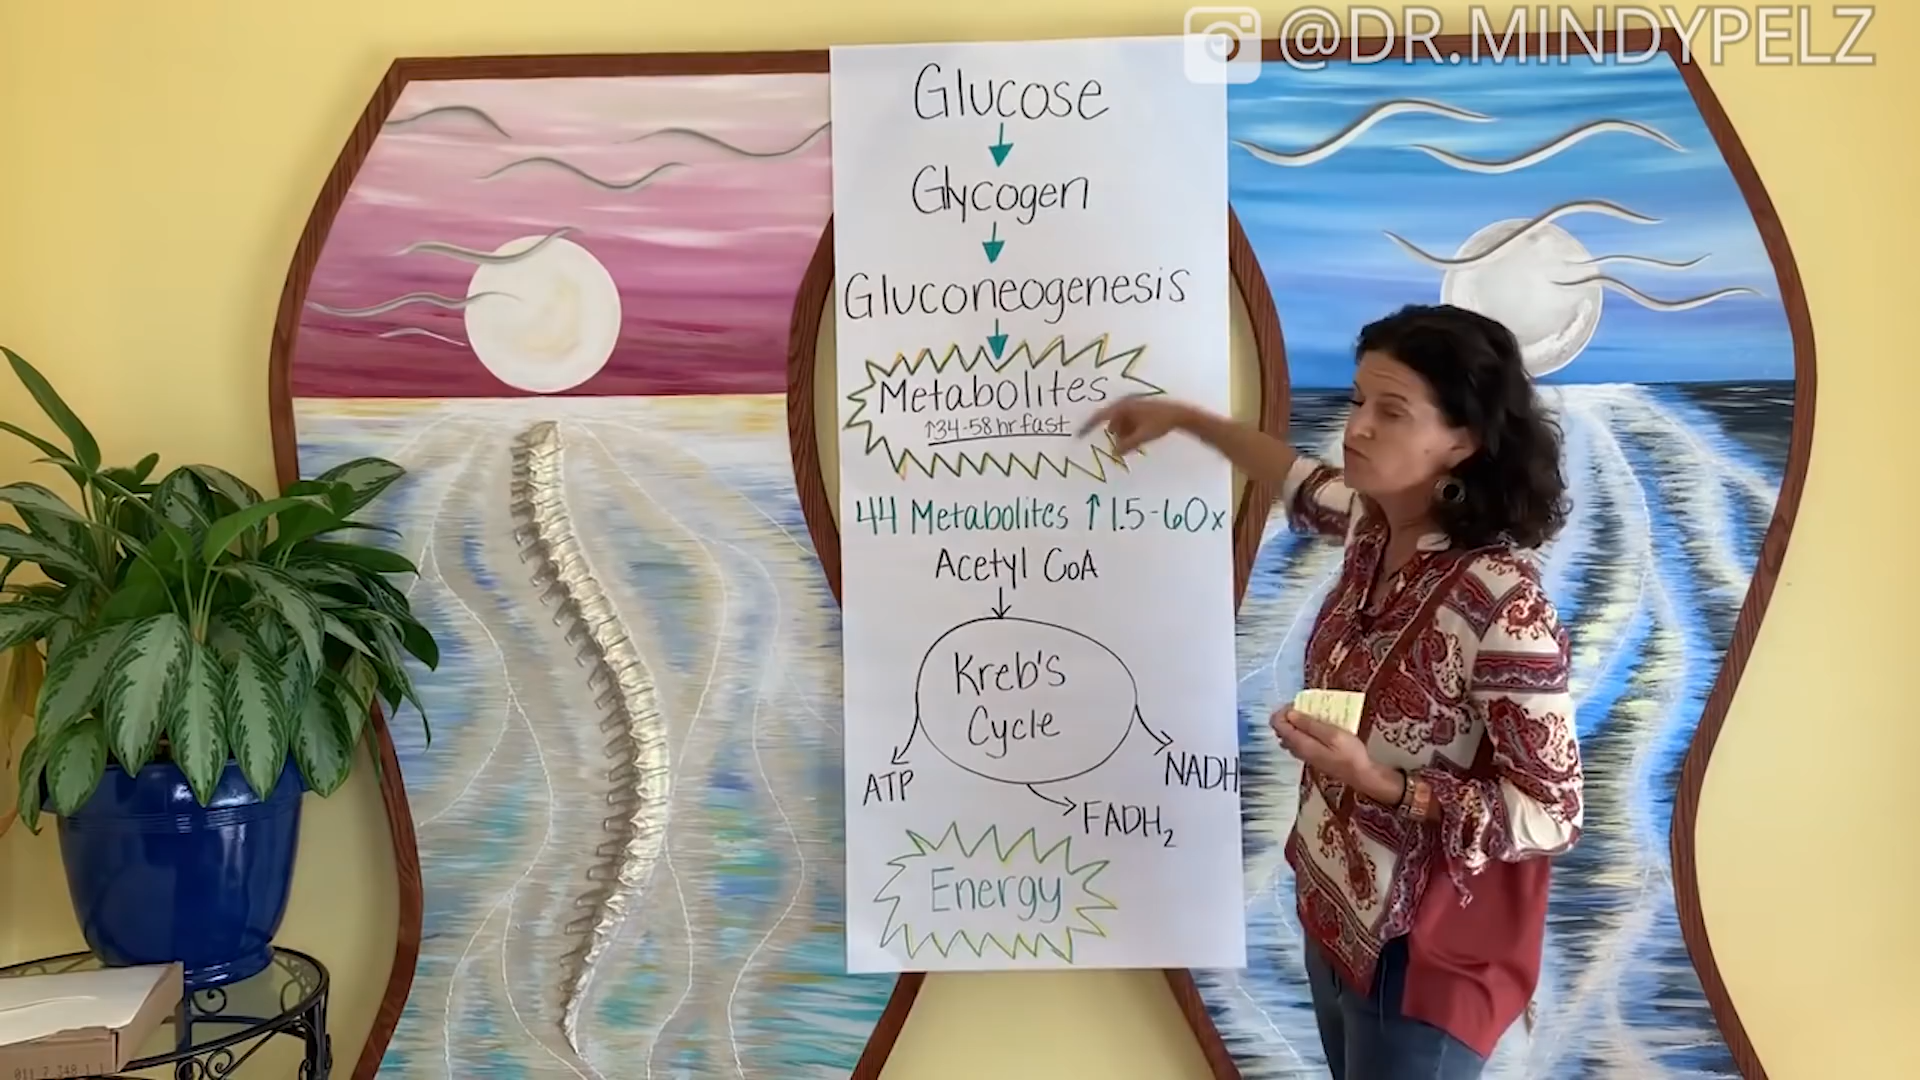 @DR.MINDYPELZ
Glucose
Glycogen
Gluconeogenesis
Metabolites
↑34-58 hr fast
44 Metabolites ↑ 1.5-60x
Acetyl CoA
Kreb's
Cycle
ATP
NADH
FADH₂
Energy